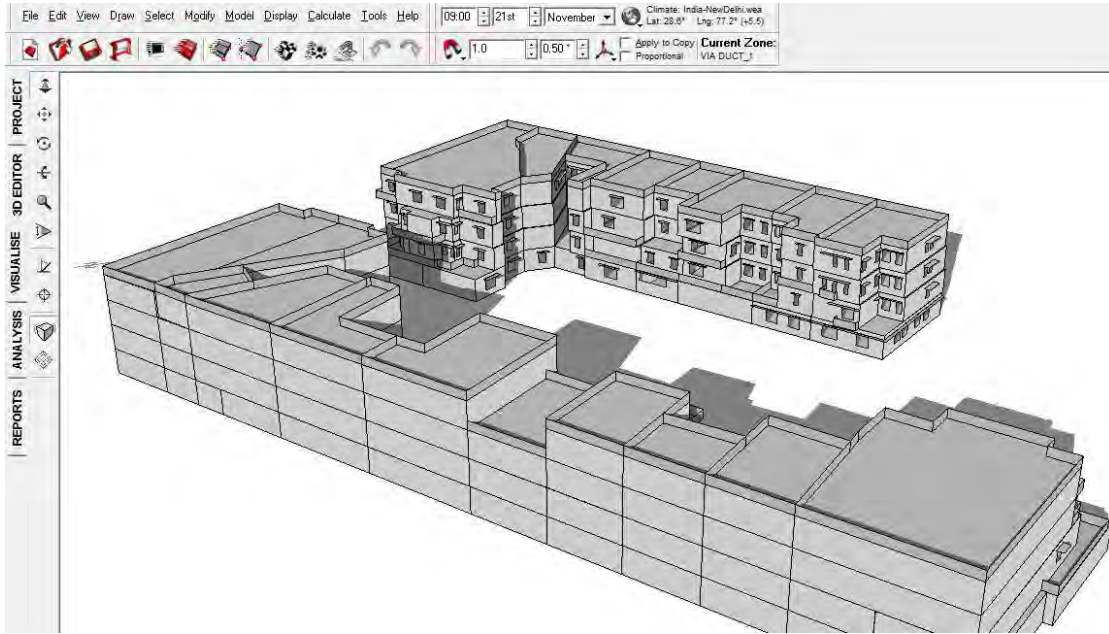 File Edit View Draw Select Modify Model Display Calculate Tools Help
09:00 21st November
Climate: India-NewDelhi.wea
Lat: 28.6° Lng: 77.2° (+5.5)
1.0 0.50 °
Apply to Copy
Proportional
Current Zone:
VIA DUCT_1
PROJECT
3D EDITOR
VISUALISE
ANALYSIS
REPORTS